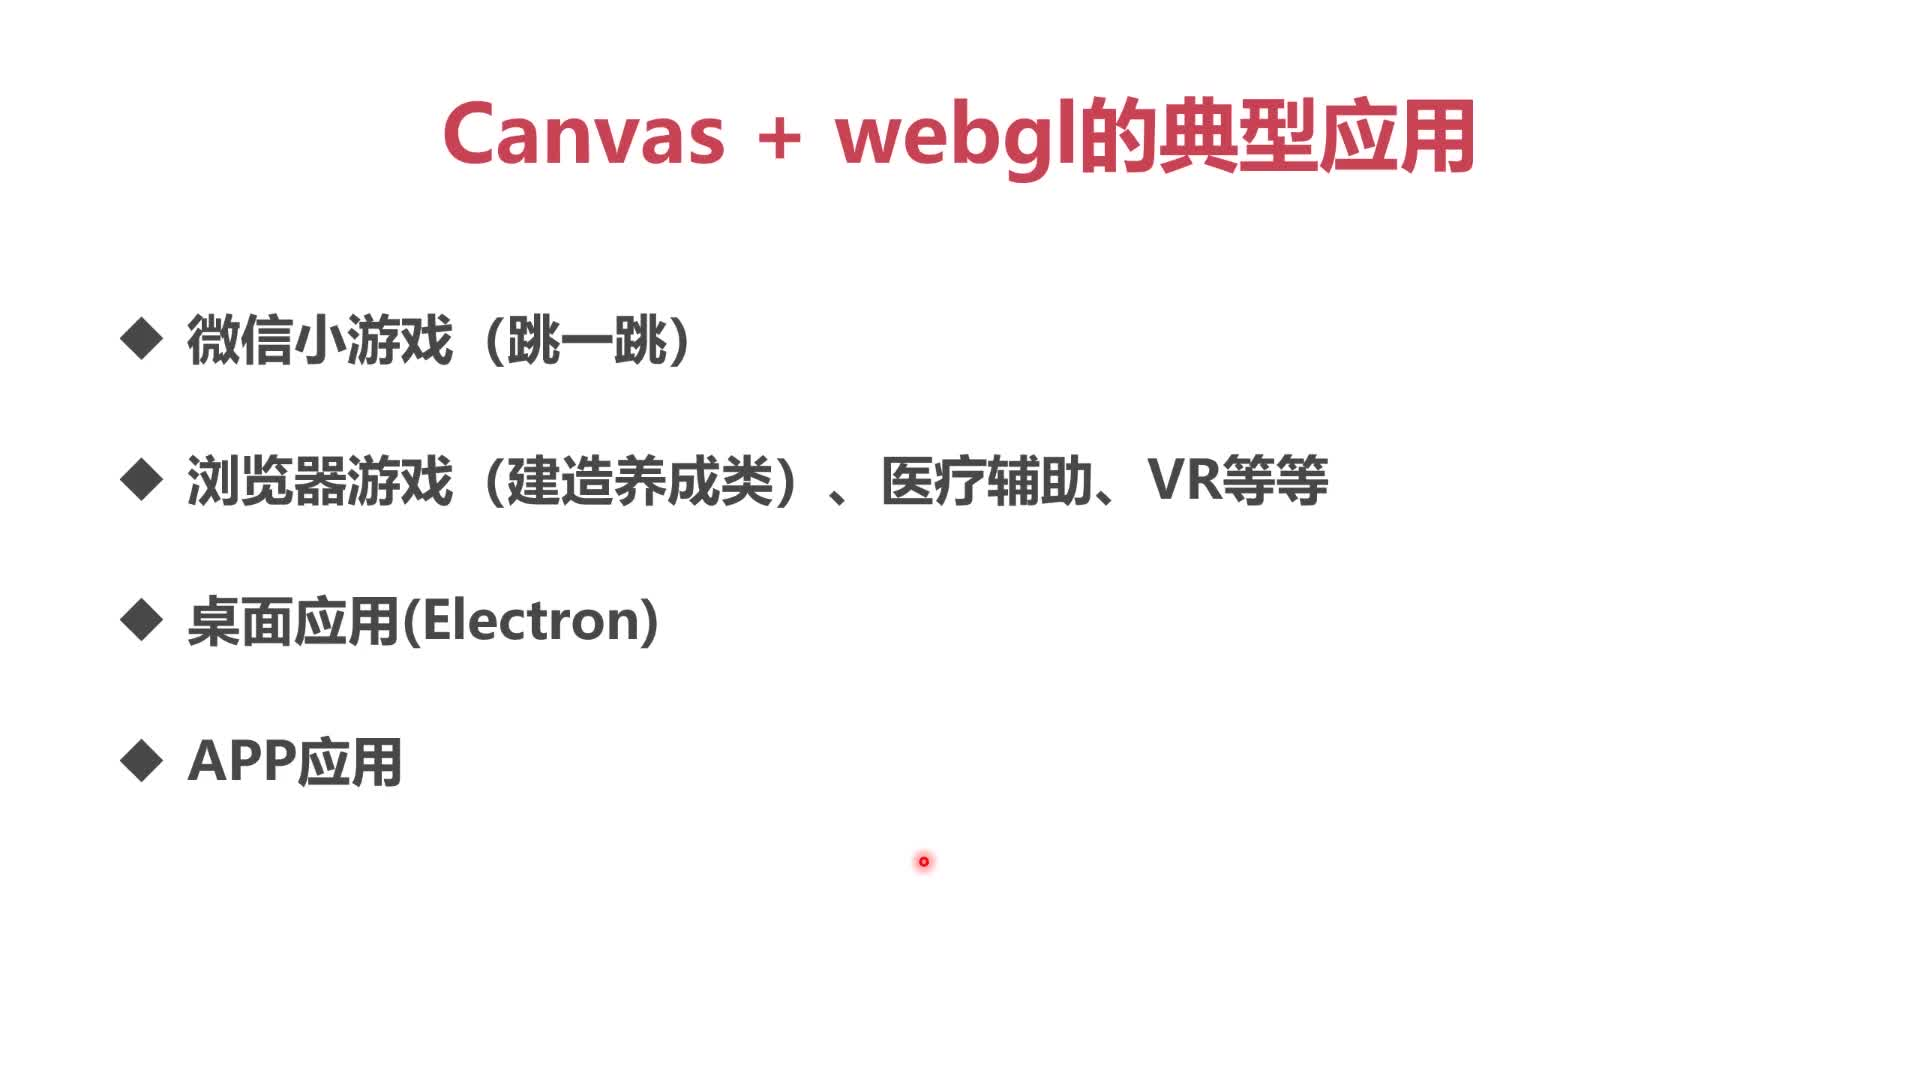 Canvas + webgl的典型应用
◆ 微信小游戏（跳一跳）
◆ 浏览器游戏（建造养成类）、医疗辅助、VR等等
◆ 桌面应用(Electron)
◆ APP应用